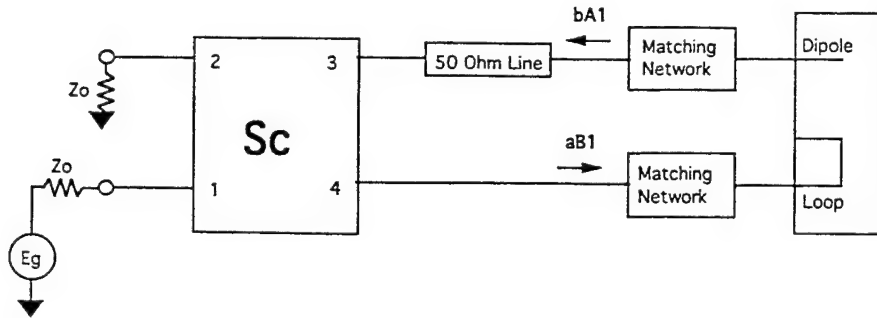 bA1
2
3
50 Ohm Line
Matching
Network
Dipole
Zo
Sc
Zo
aB1
1
4
Matching
Network
Loop
Eg